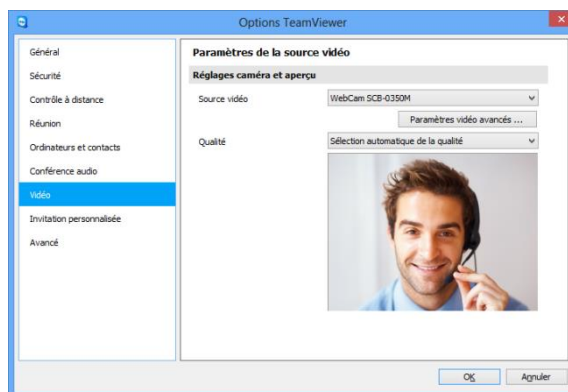 Options TeamViewer
Général
Sécurité
Contrôle à distance
Réunion
Ordinateurs et contacts
Conférence audio
Vidéo
Invitation personnalisée
Avancé
Paramètres de la source vidéo
Réglages caméra et aperçu
Source vidéo
WebCam SCB-0350M
Paramètres vidéo avancés ...
Qualité
Sélection automatique de la qualité
OK
Annuler